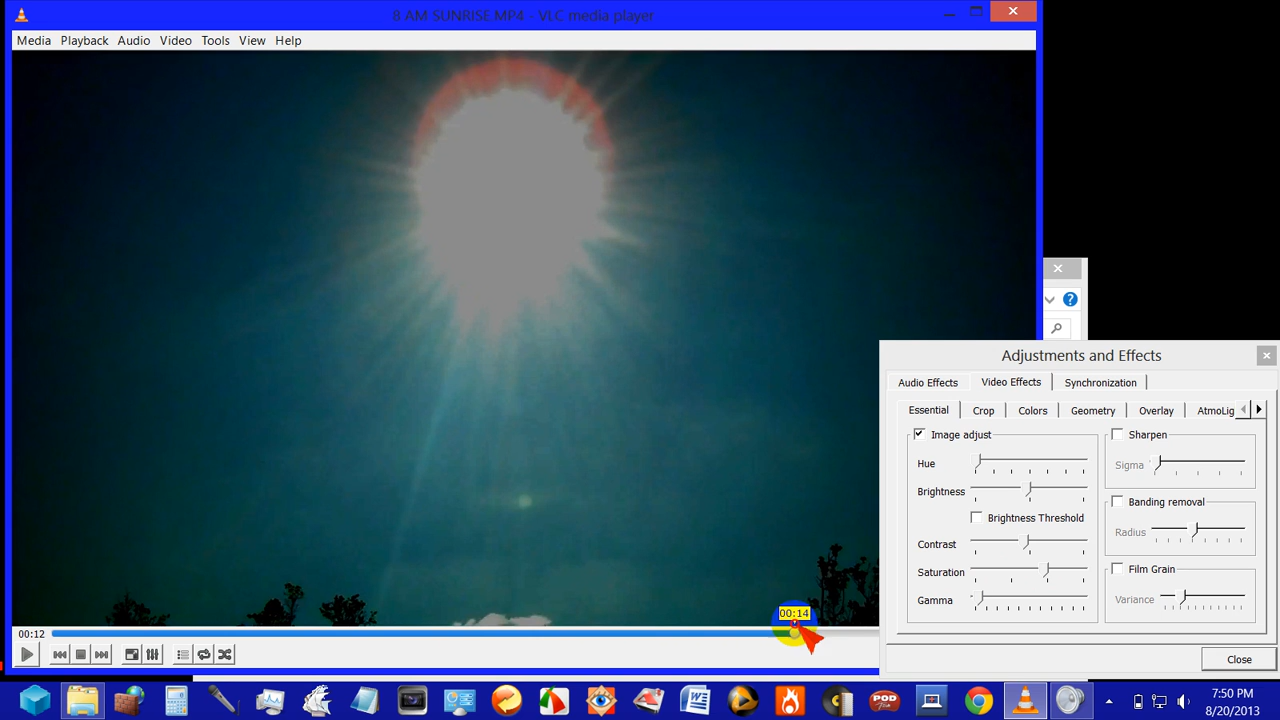 8 AM SUNRISE MP4 - VLC media player
Media Playback Audio Video Tools View Help
Adjustments and Effects
Audio Effects Video Effects Synchronization
Essential Crop Colors Geometry Overlay AtmoLig
Image adjust
Hue
Brightness
Brightness Threshold
Contrast
Saturation
Gamma
Sharpen
Sigma
Banding removal
Radius
Film Grain
Variance
Close
00:14
00:12
POD
7:50 PM
8/20/2013